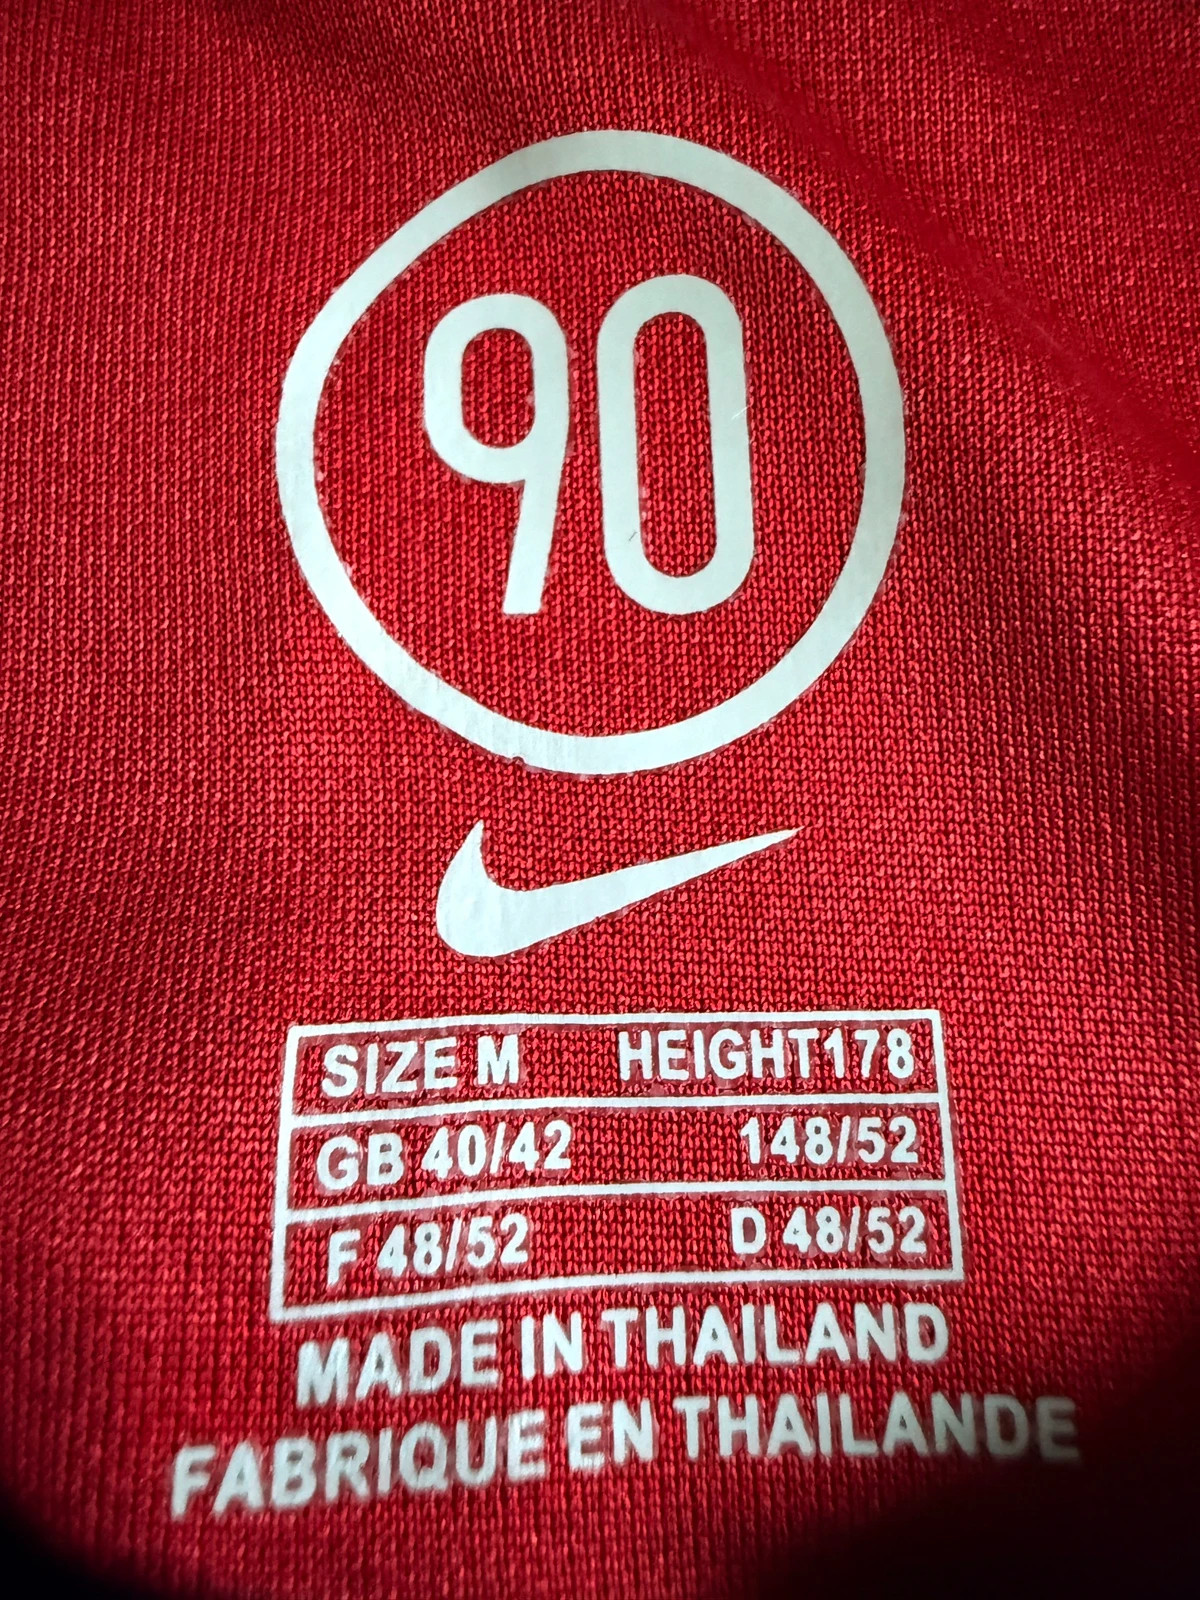 90
SIZE M HEIGHT178
GB 40/42 148/52
F 48/52 D 48/52
MADE IN THAILAND
FABRIQUE EN THAILANDE